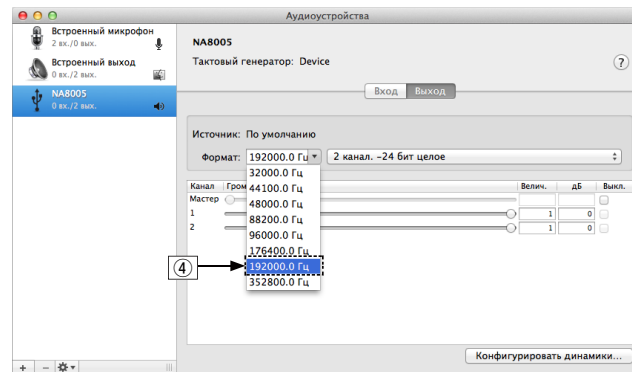 Аудиоустройства
Встроенный микрофон
2 вх./0 вых.
Встроенный выход
0 вх./2 вых.
NA8005
0 вх./2 вых.
NA8005
Тактовый генератор: Device
?
Вход Выход
Источник: По умолчанию
Формат: 192000.0 Гц 2 канал. -24 бит целое
32000.0 Гц
44100.0 Гц
48000.0 Гц
88200.0 Гц
96000.0 Гц
176400.0 Гц
192000.0 Гц
352800.0 Гц
Канал Гром Велич. дБ Выкл.
Мастер
1 1 0
2 1 0
4
+ −
Конфигурировать динамики...